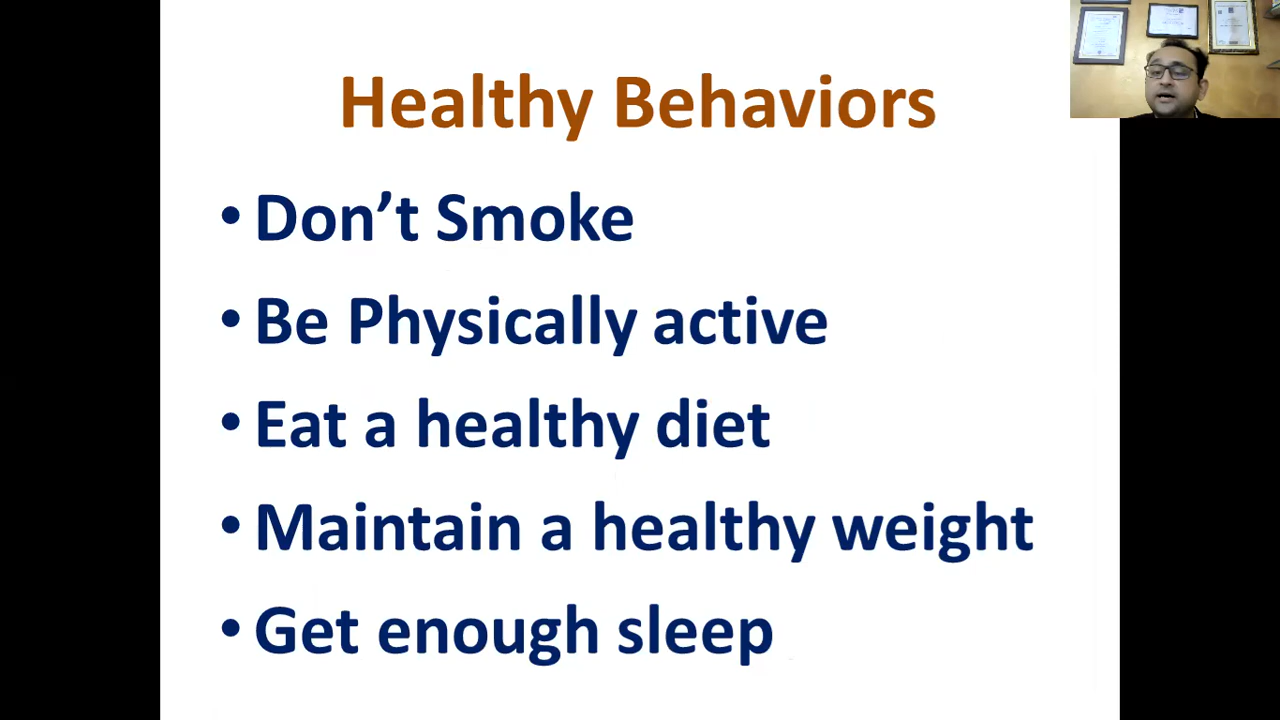 Healthy Behaviors
• Don’t Smoke
• Be Physically active
• Eat a healthy diet
• Maintain a healthy weight
• Get enough sleep